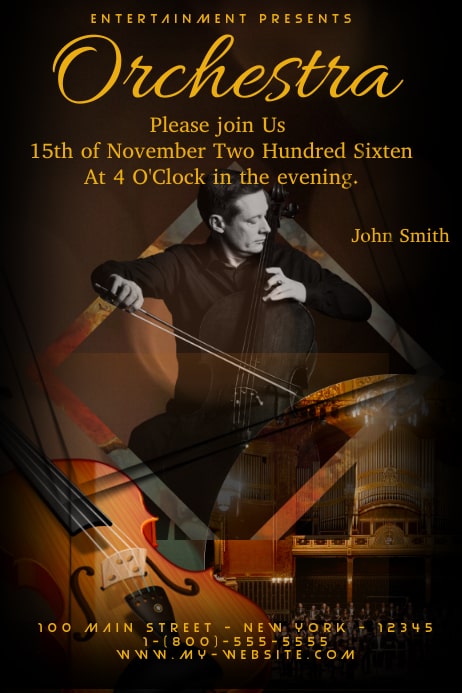 ENTERTAINMENT PRESENTS
Orchestra
Please join Us
15th of November Two Hundred Sixten
At 4 O'Clock in the evening.
John Smith
100 MAIN STREET - NEW YORK - 12345
1-(800)-555-5555
WWW.MY-WEBSITE.COM